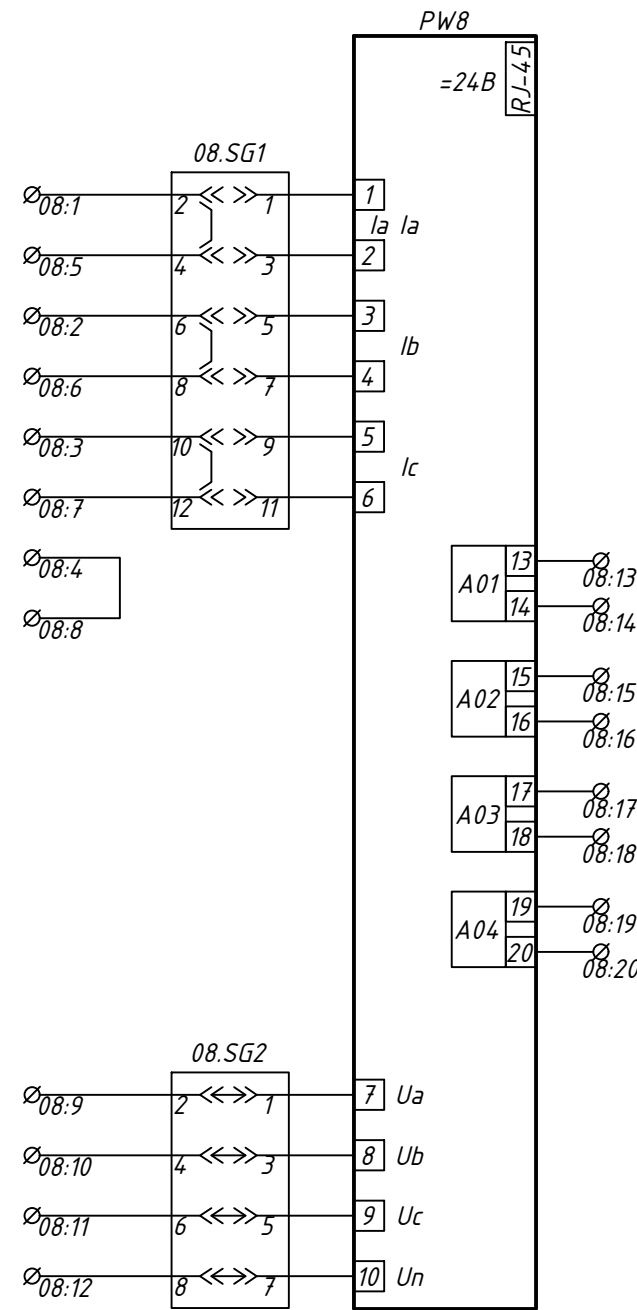 PW8
=24В
RJ-45
08.SG1
08:1 2 1 1
Ia Ia
08:5 4 3 2
08:2 6 5 3
Ib
08:6 8 7 4
08:3 10 9 5
Ic
08:7 12 11 6
08:4
08:8
A01 13 08:13
14 08:14
A02 15 08:15
16 08:16
A03 17 08:17
18 08:18
A04 19 08:19
20 08:20
08.SG2
08:9 2 1 7 Ua
08:10 4 3 8 Ub
08:11 6 5 9 Uc
08:12 8 7 10 Un